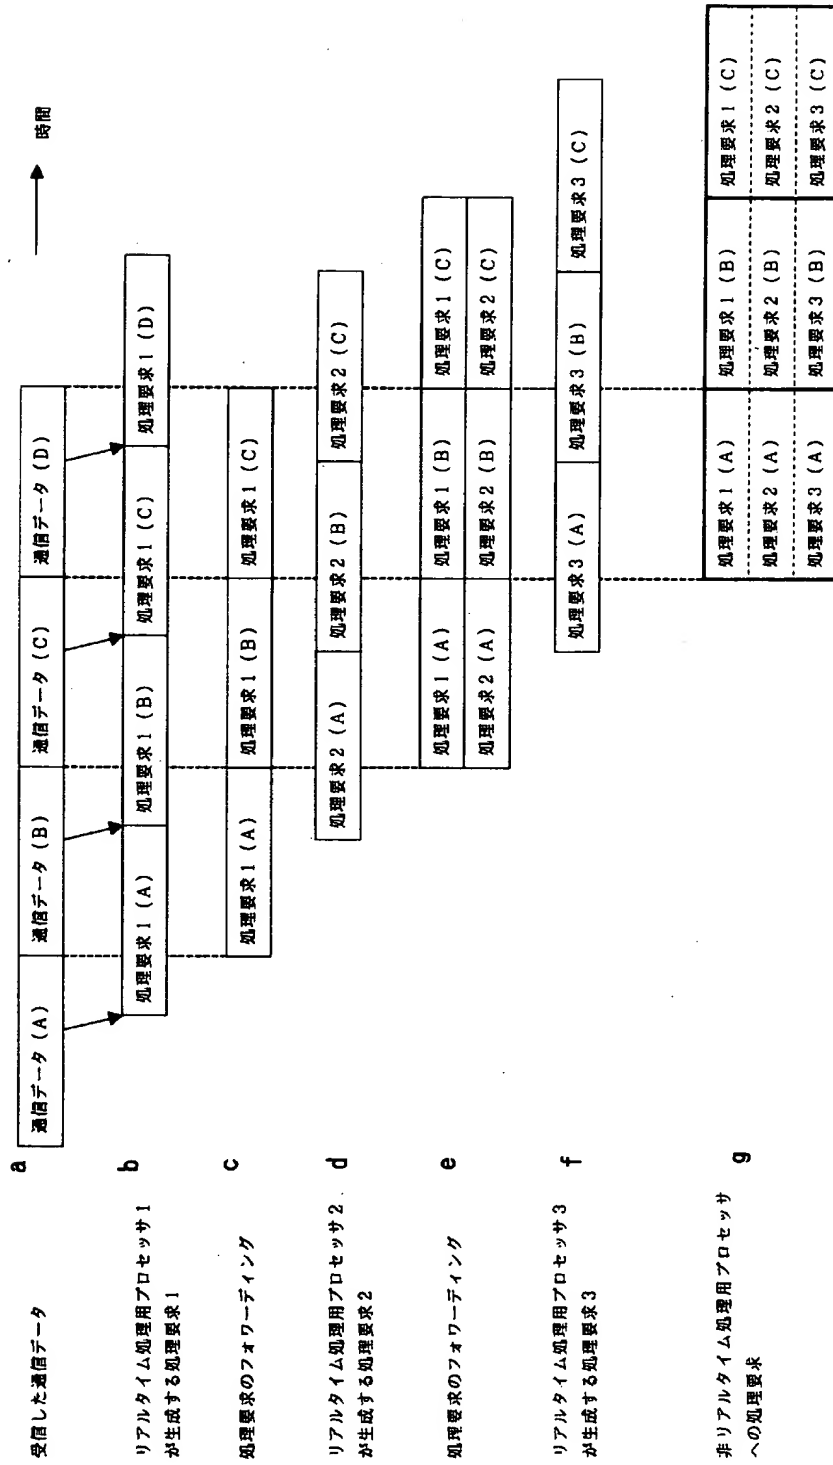 時間
受信した通信データ
a
通信データ(A)
通信データ(B)
通信データ(C)
通信データ(D)
リアルタイム処理用プロセッサ1
が生成する処理要求1
b
処理要求1(A)
処理要求1(B)
処理要求1(C)
処理要求1(D)
処理要求のフォワーディング
c
処理要求1(A)
処理要求1(B)
処理要求1(C)
リアルタイム処理用プロセッサ2
が生成する処理要求2
d
処理要求2(A)
処理要求2(B)
処理要求2(C)
処理要求のフォワーディング
e
処理要求1(A)
処理要求1(B)
処理要求1(C)
処理要求2(A)
処理要求2(B)
処理要求2(C)
リアルタイム処理用プロセッサ3
が生成する処理要求3
f
処理要求3(A)
処理要求3(B)
処理要求3(C)
非リアルタイム処理用プロセッサ
への処理要求
g
処理要求1(A)
処理要求1(B)
処理要求1(C)
処理要求2(A)
処理要求2(B)
処理要求2(C)
処理要求3(A)
処理要求3(B)
処理要求3(C)